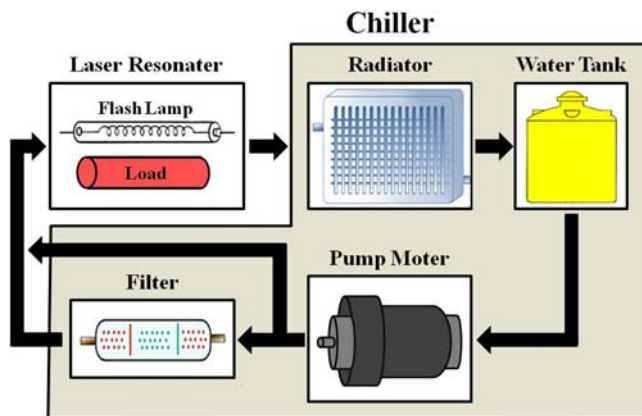 Chiller
Laser Resonater
Radiator
Water Tank
Flash Lamp
Load
Filter
Pump Moter